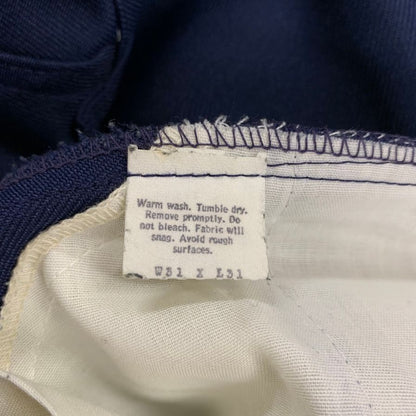 Warm wash. Tumble dry.
Remove promptly. Do
not bleach. Fabric will
snag. Avoid rough
surfaces.
W31 X L31